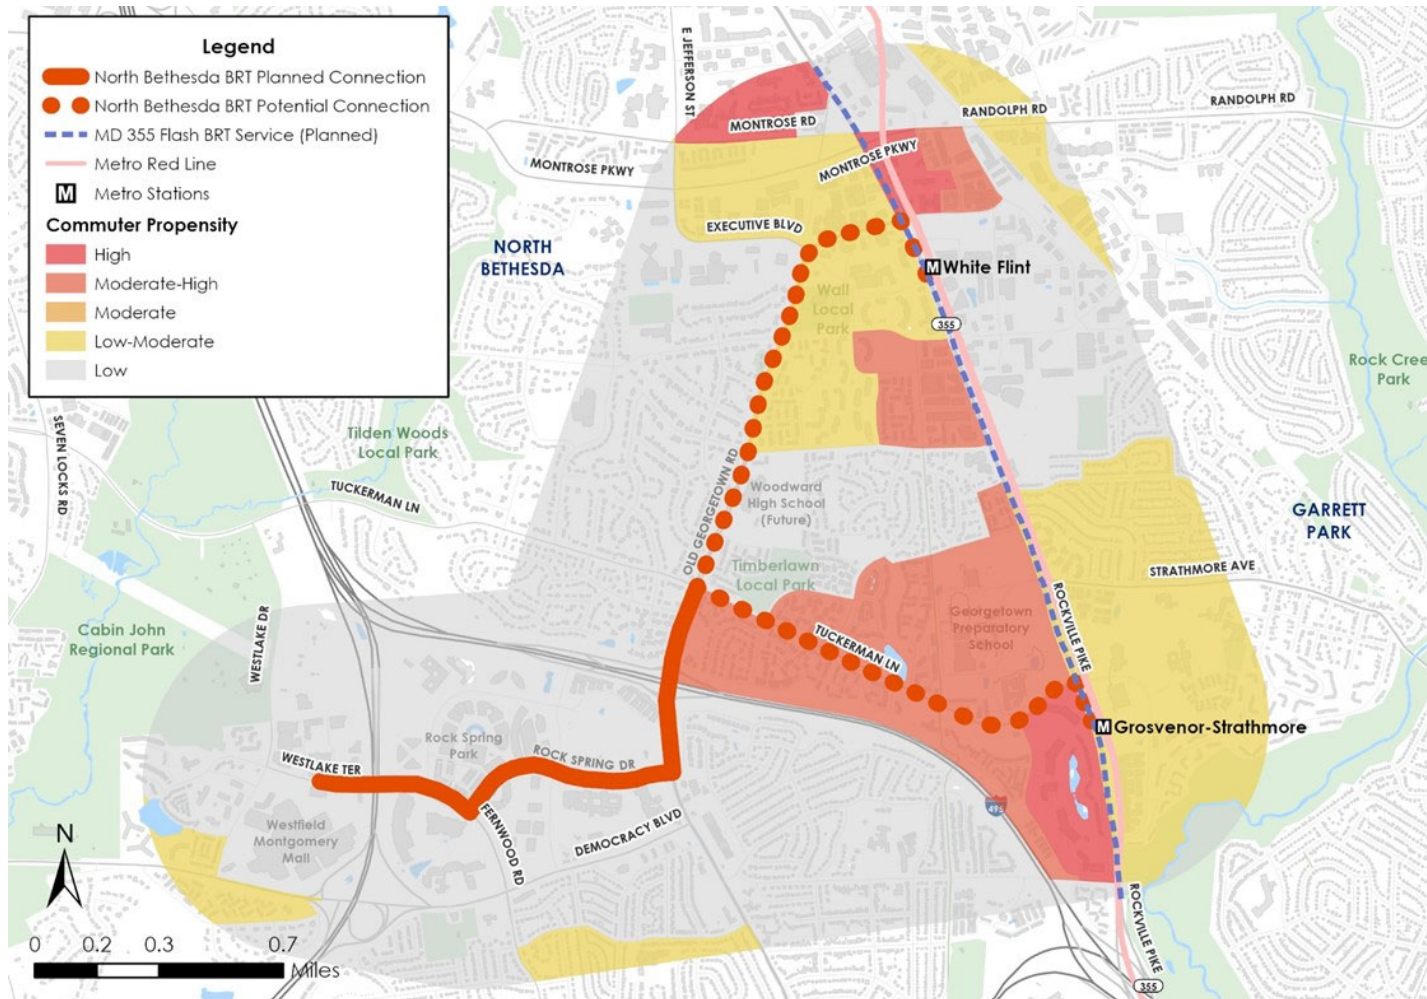 Legend
North Bethesda BRT Planned Connection
North Bethesda BRT Potential Connection
MD 355 Flash BRT Service (Planned)
Metro Red Line
M Metro Stations
Commuter Propensity
High
Moderate-High
Moderate
Low-Moderate
Low
E JEFFERSON ST
MONTROSE RD
RANDOLPH RD
RANDOLPH RD
MONTROSE PKWY
MONTROSE PKWY
EXECUTIVE BLVD
NORTH
BETHESDA
M White Flint
Wall
Local
Park
355
Rock Cree
Park
SEVEN LOCKS RD
Tilden Woods
Local Park
TUCKERMAN LN
OLD GEORGETOWN RD
Woodward
High School
(Future)
GARRETT
PARK
Timberlawn
Local Park
STRATHMORE AVE
Cabin John
Regional Park
WESTLAKE DR
TUCKERMAN LN
Georgetown
Preparatory
School
ROCKVILLE PIKE
M Grosvenor-Strathmore
Rock Spring
Park
WESTLAKE TER
ROCK SPRING DR
FERNWOOD RD
DEMOCRACY BLVD
495
Westfield
Montgomery
Mall
N
0 0.2 0.3 0.7
Miles
ROCKVILLE PIKE
355